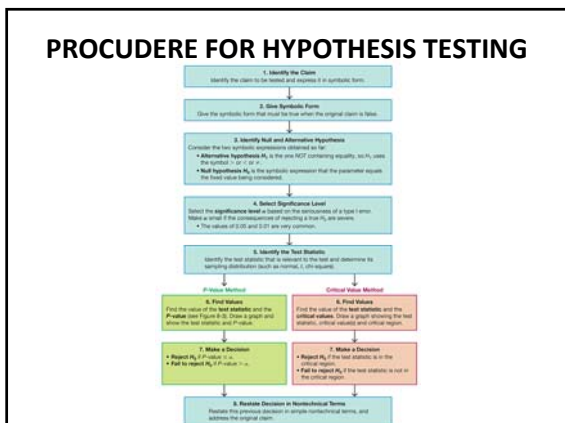 PROCUDERE FOR HYPOTHESIS TESTING
1. Identify the Claim
Identify the claim to be tested and express it in symbolic form.
2. Give Symbolic Form
Give the symbolic form that must be true when the original claim is false.
3. Identify Null and Alternative Hypothesis
Consider the two symbolic expressions obtained so far:
• Alternative hypothesis H₁ is the one NOT containing equality, so H₁ uses
the symbol > or < or ≠.
• Null hypothesis H₀ is the symbolic expression that the parameter equals
the fixed value being considered.
4. Select Significance Level
Select the significance level α based on the seriousness of a type I error.
Make α small if the consequences of rejecting a true H₀ are severe.
• The values of 0.05 and 0.01 are very common.
5. Identify the Test Statistic
Identify the test statistic that is relevant to the test and determine its
sampling distribution (such as normal, t, chi-square).
P-Value Method
6. Find Values
Find the value of the test statistic and the
P-value (see Figure 8-5). Draw a graph and
show the test statistic and P-value.
7. Make a Decision
• Reject H₀ if P-value ≤ α.
• Fail to reject H₀ if P-value > α.
Critical Value Method
6. Find Values
Find the value of the test statistic and the
critical values. Draw a graph showing the test
statistic, critical value(s) and critical region.
7. Make a Decision
• Reject H₀ if the test statistic is in the
critical region.
• Fail to reject H₀ if the test statistic is not in
the critical region.
8. Restate Decision in Nontechnical Terms
Restate this previous decision in simple nontechnical terms, and
address the original claim.